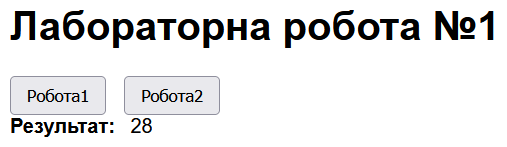 Лабораторна робота №1
Робота1 Робота2
Результат: 28